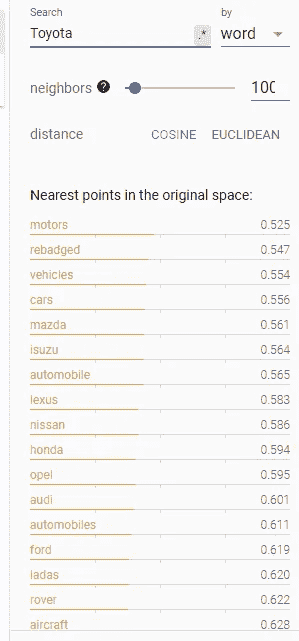 Search by
Toyota .* word
neighbors ? 100
distance COSINE EUCLIDEAN
Nearest points in the original space:
motors 0.525
rebadged 0.547
vehicles 0.554
cars 0.556
mazda 0.561
isuzu 0.564
automobile 0.565
lexus 0.583
nissan 0.586
honda 0.594
opel 0.595
audi 0.601
automobiles 0.611
ford 0.619
ladas 0.620
rover 0.622
aircraft 0.628